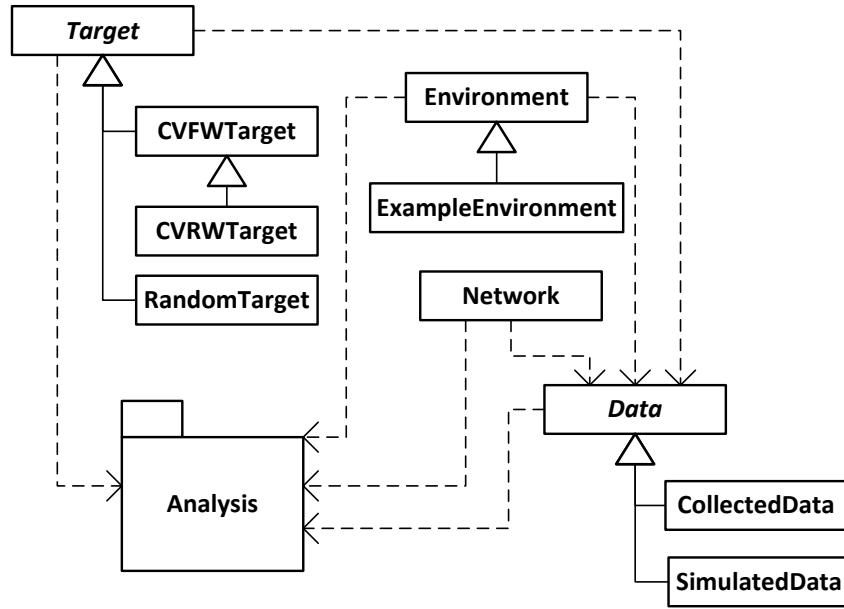 Target
Environment
CVFWTarget
ExampleEnvironment
CVRWTarget
RandomTarget
Network
Data
Analysis
CollectedData
SimulatedData